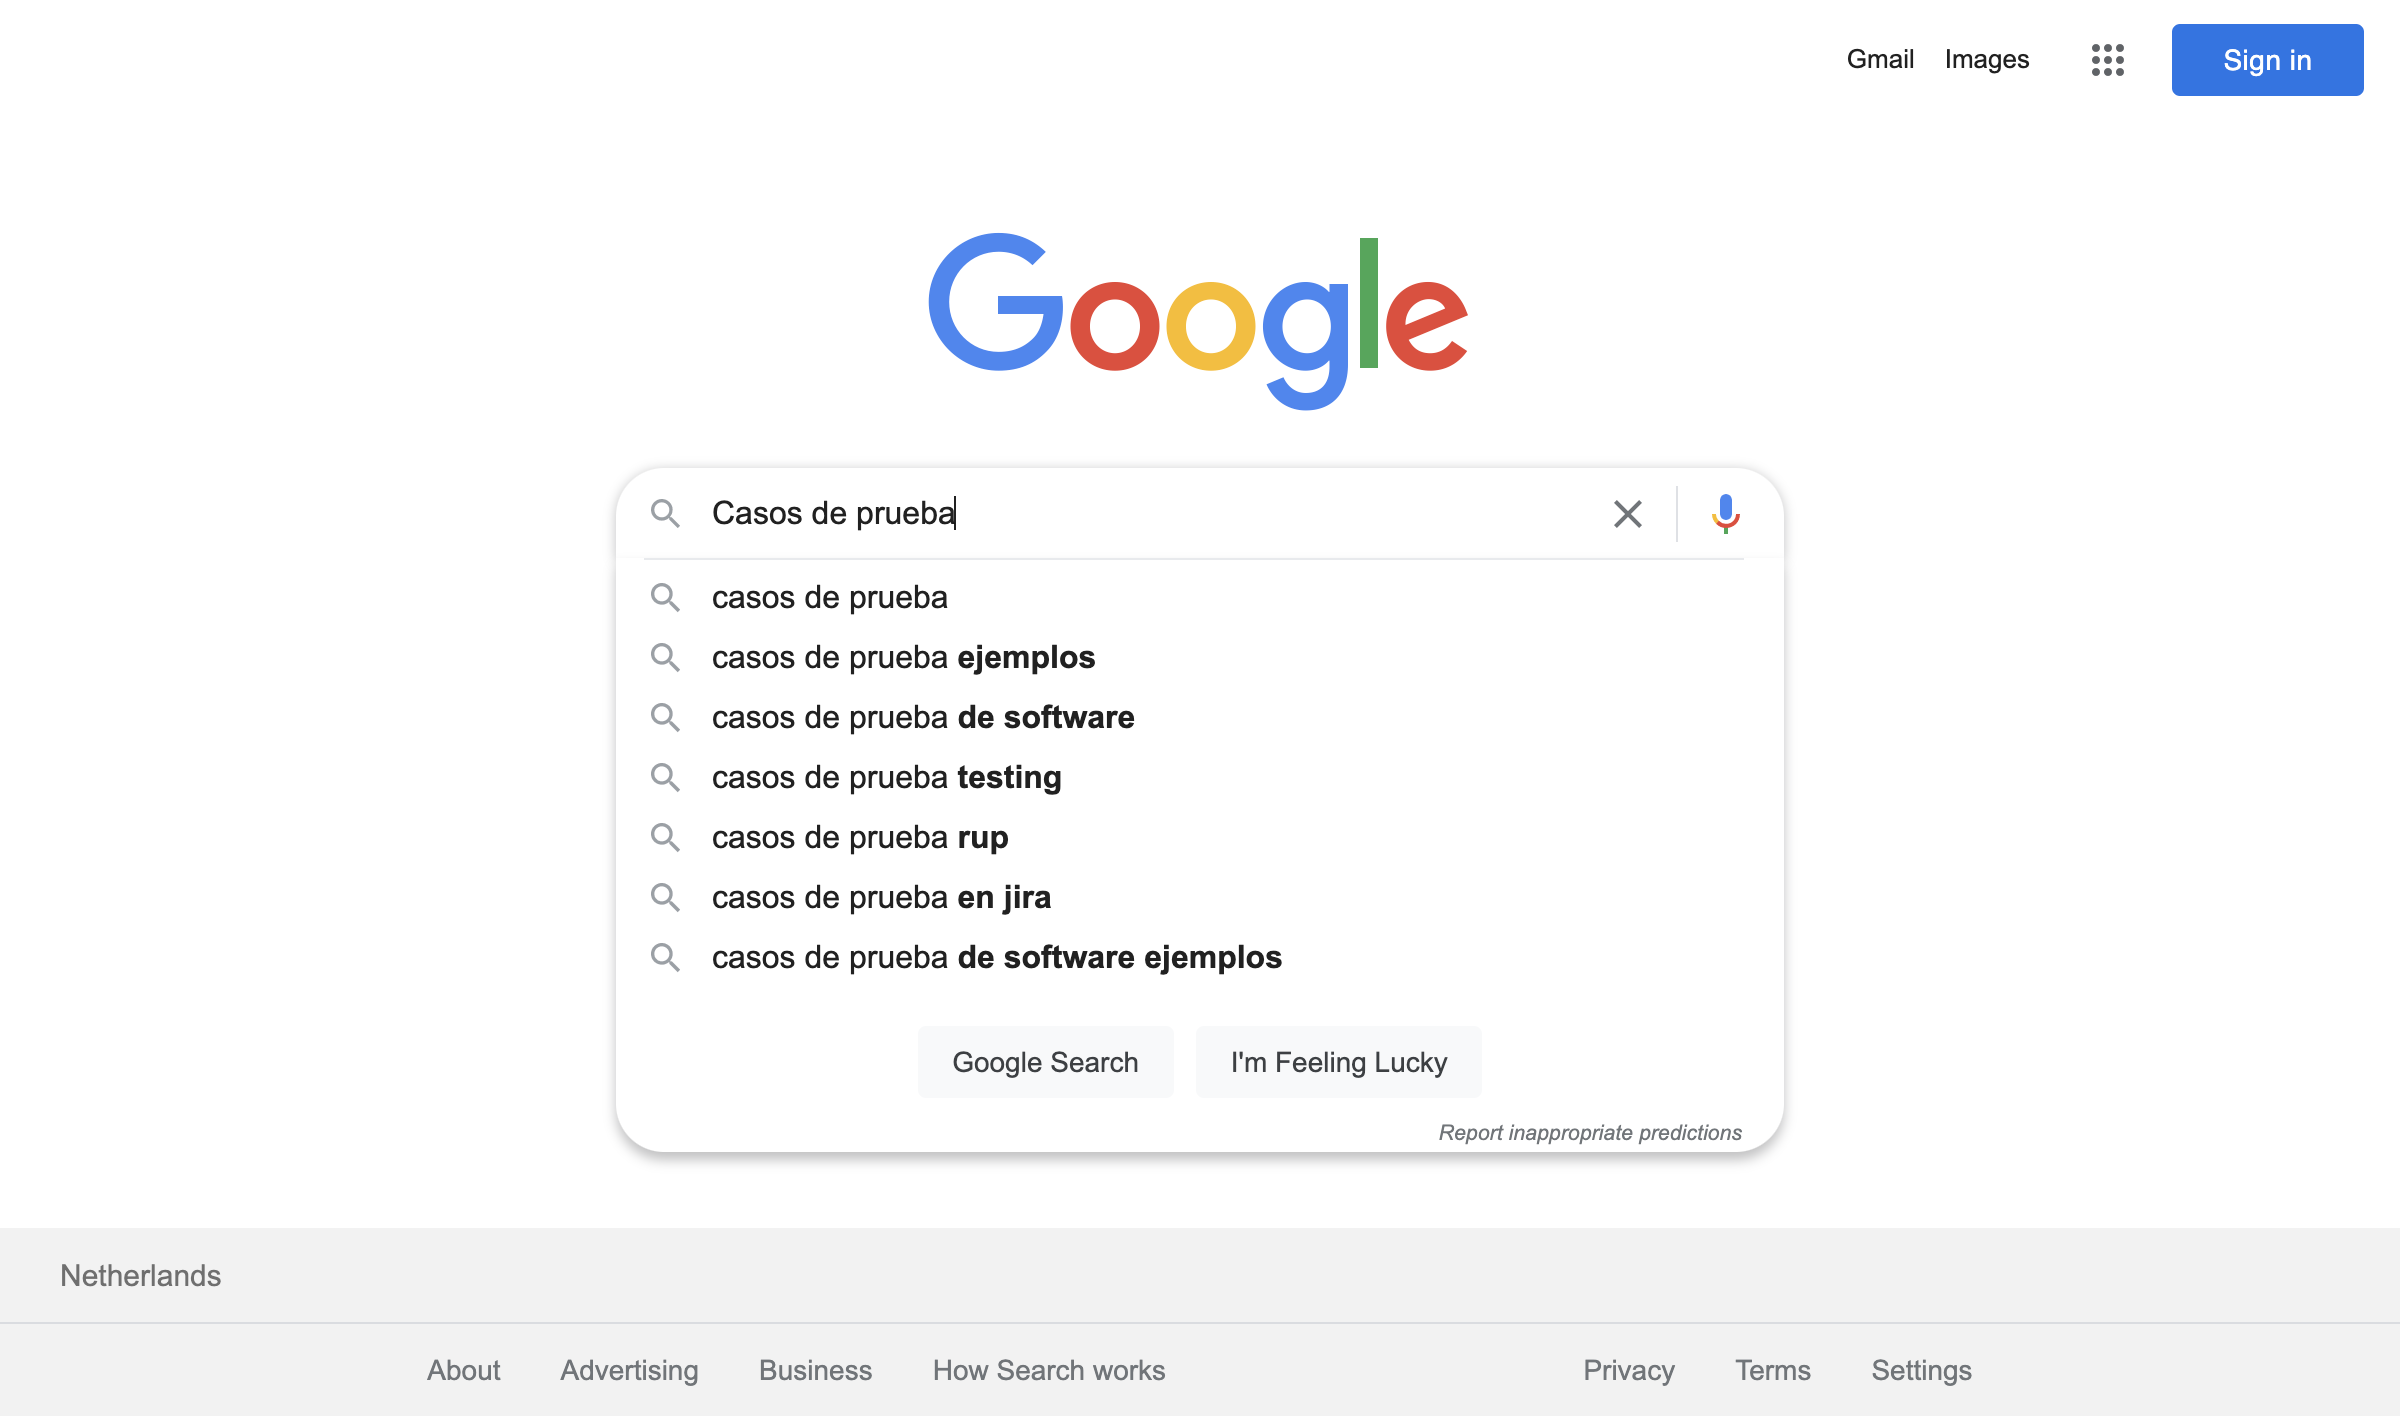 Gmail Images Sign in
Google
Casos de prueba
casos de prueba
casos de prueba ejemplos
casos de prueba de software
casos de prueba testing
casos de prueba rup
casos de prueba en jira
casos de prueba de software ejemplos
Google Search I'm Feeling Lucky
Report inappropriate predictions
Netherlands
About Advertising Business How Search works Privacy Terms Settings